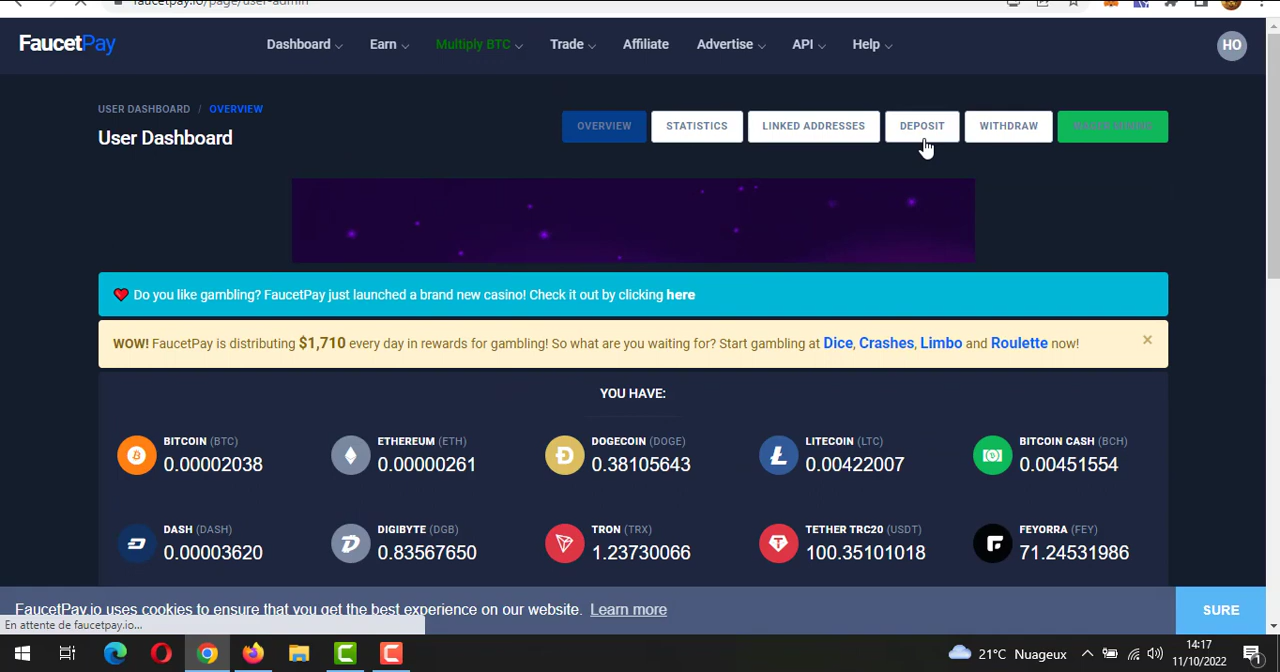 faucetpay.io/page/user-admin
FaucetPay
Dashboard Earn Multiply BTC Trade Affiliate Advertise API Help
HO
USER DASHBOARD / OVERVIEW
User Dashboard
OVERVIEW STATISTICS LINKED ADDRESSES DEPOSIT WITHDRAW
Do you like gambling? FaucetPay just launched a brand new casino! Check it out by clicking here
WOW! FaucetPay is distributing $1,710 every day in rewards for gambling! So what are you waiting for? Start gambling at Dice, Crashes, Limbo and Roulette now! ×
YOU HAVE:
BITCOIN (BTC) ETHEREUM (ETH) DOGECOIN (DOGE) LITECOIN (LTC) BITCOIN CASH (BCH)
0.00002038 0.00000261 0.38105643 0.00422007 0.00451554
DASH (DASH) DIGIBYTE (DGB) TRON (TRX) TETHER TRC20 (USDT) FEYORRA (FEY)
0.00003620 0.83567650 1.23730066 100.35101018 71.24531986
FaucetPay.io uses cookies to ensure that you get the best experience on our website. Learn more
SURE
En attente de faucetpay.io...
21°C Nuageux
14:17
11/10/2022
1